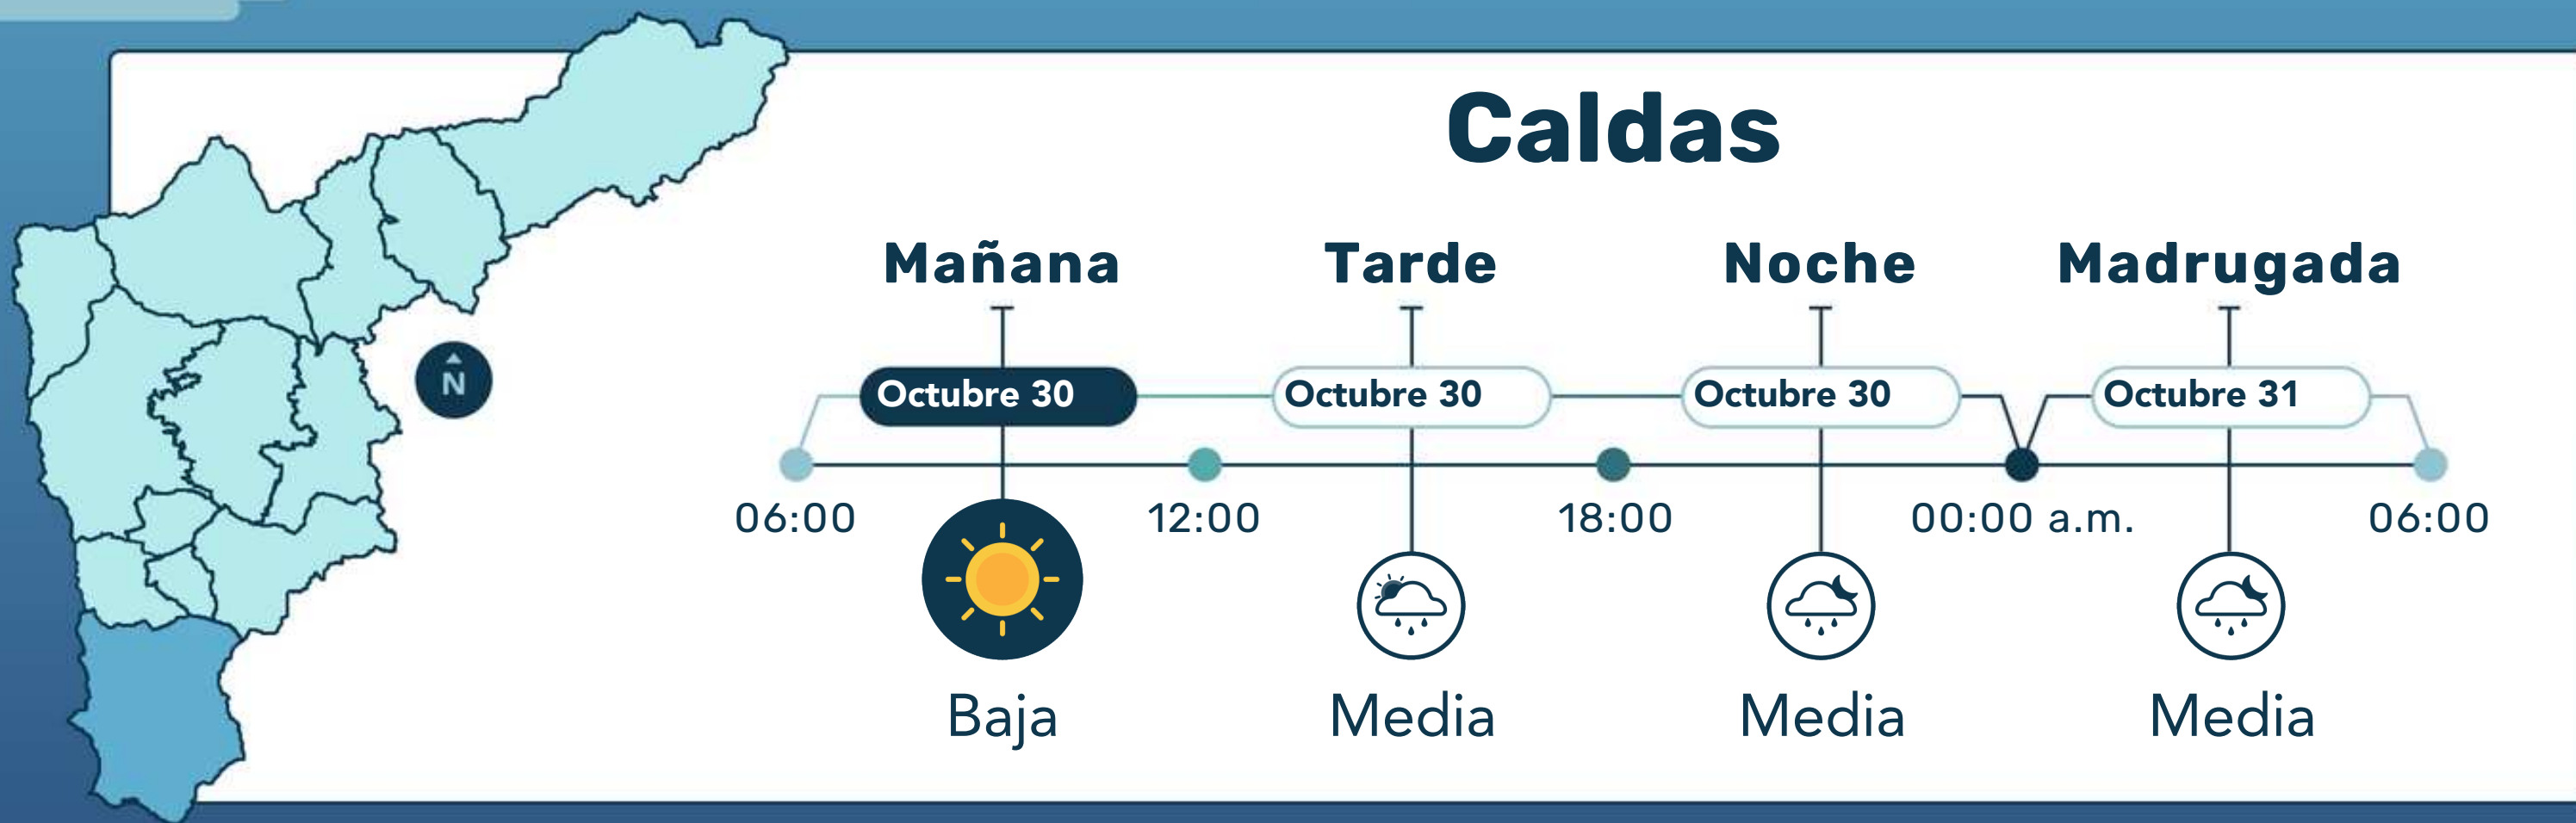 Caldas
Mañana Tarde Noche Madrugada
N
Octubre 30 Octubre 30 Octubre 30 Octubre 31
06:00 12:00 18:00 00:00 a.m. 06:00
Baja Media Media Media